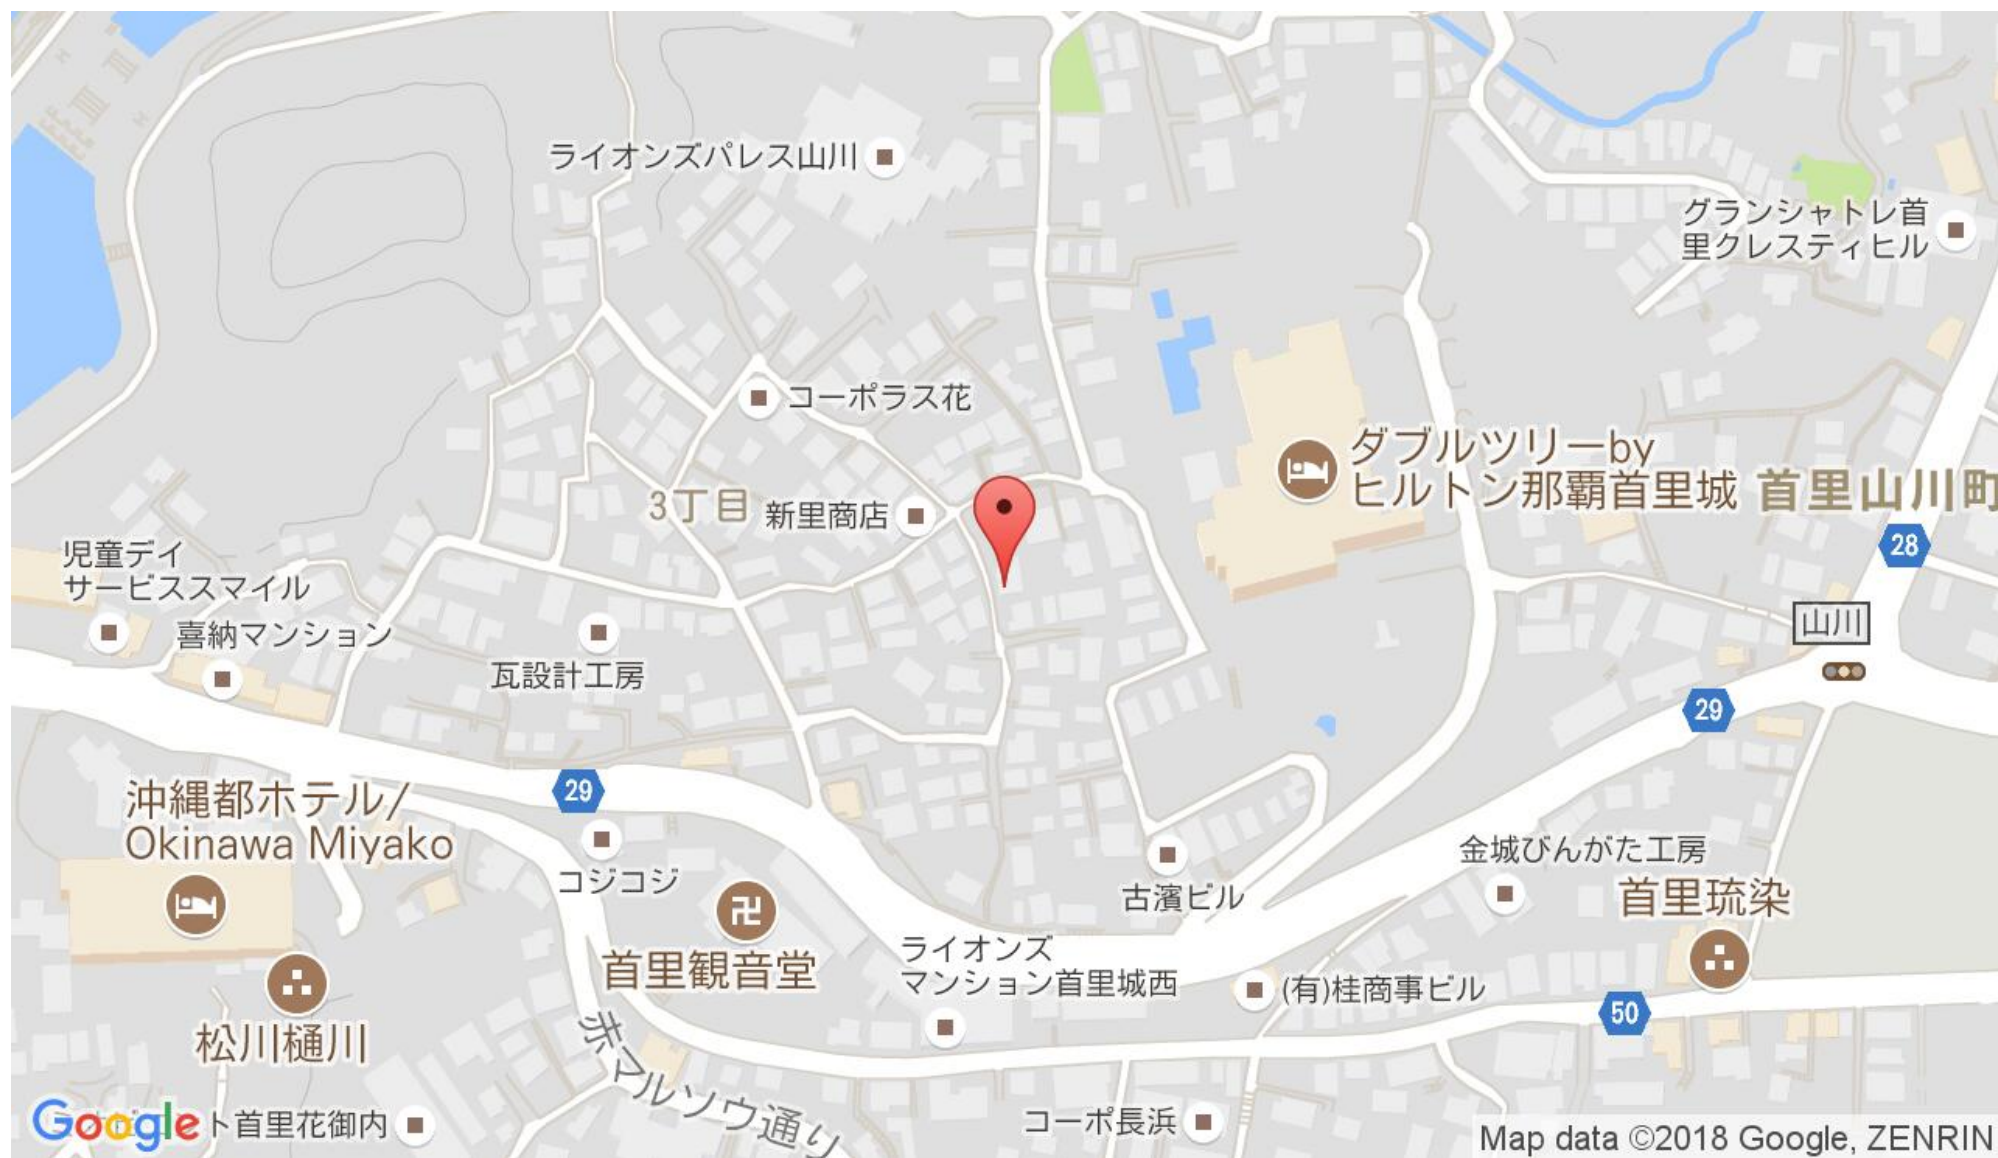 ライオンズパレス山川
グランシャトレ首
里クレスティヒル
コーポラス花
ダブルツリーby
ヒルトン那覇首里城
首里山川町
3丁目
新里商店
28
児童デイ
サービススマイル
喜納マンション
山川
瓦設計工房
29
29
沖縄都ホテル/
Okinawa Miyako
コジコジ
金城びんがた工房
古濱ビル
首里琉染
首里観音堂
ライオンズ
マンション首里城西
(有)桂商事ビル
50
松川樋川
赤マルソウ通り
Google
ト首里花御内
コーポ長浜
Map data ©2018 Google, ZENRIN